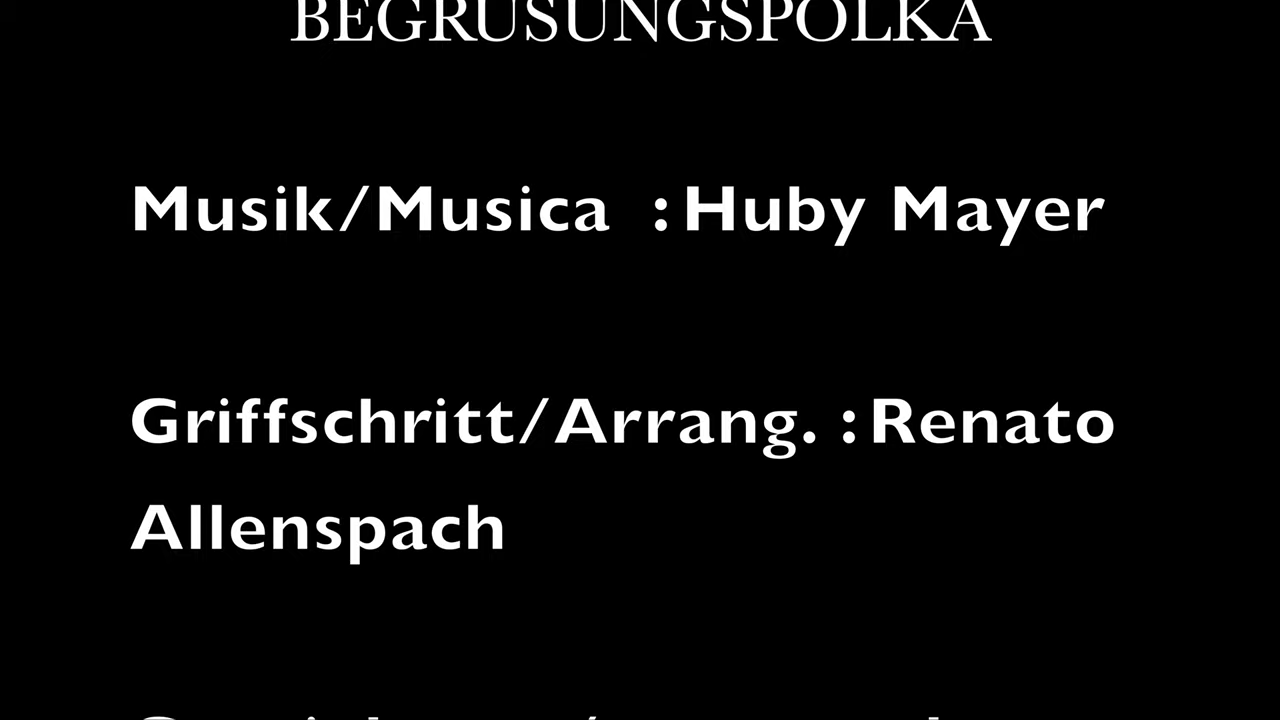 BEGRUSUNGSPOLKA
Musik/Musica : Huby Mayer
Griffschritt/Arrang. : Renato
Allenspach